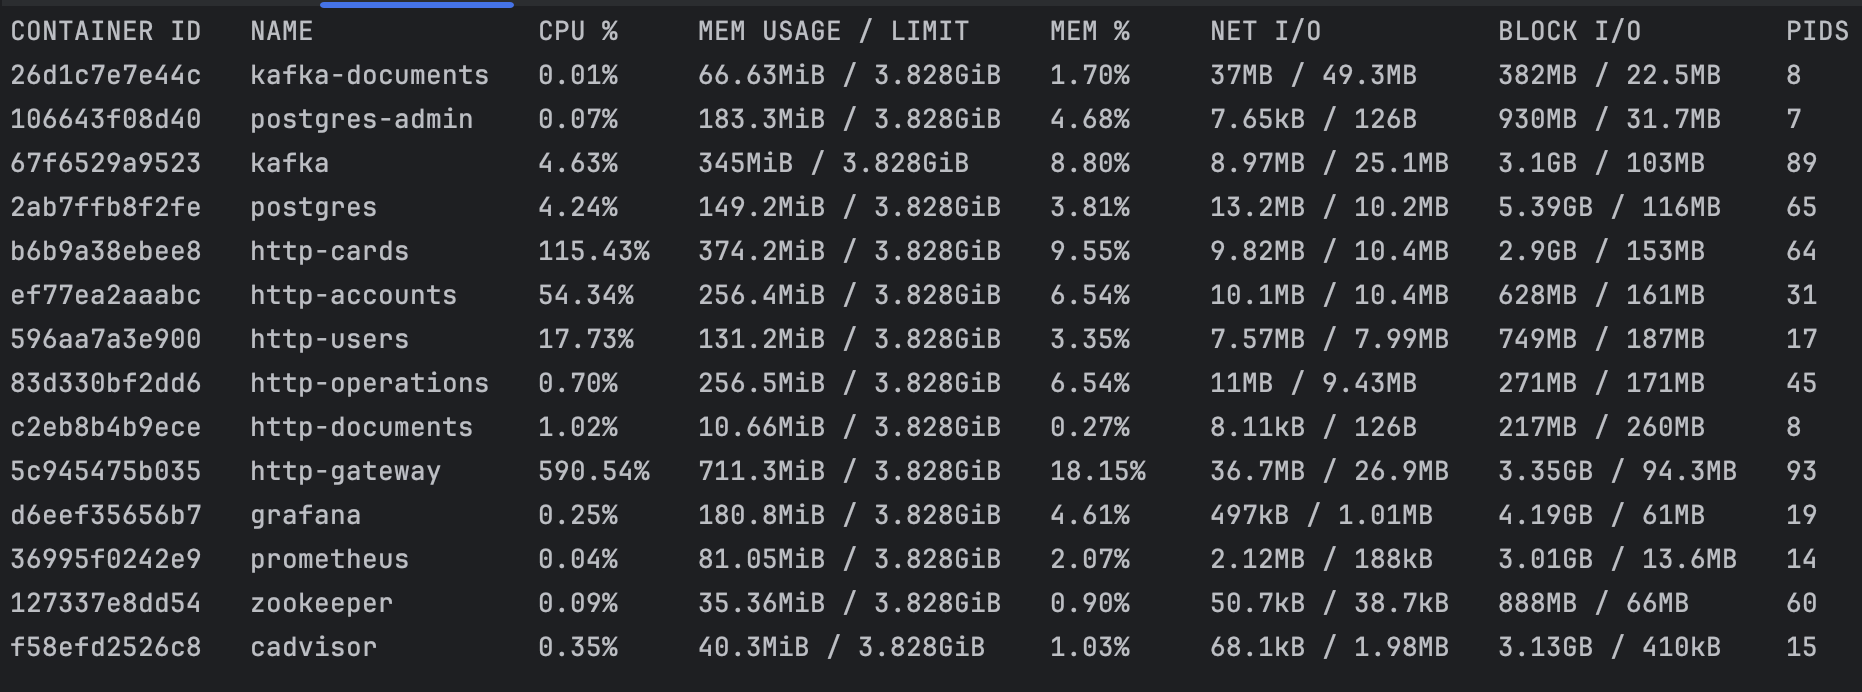 CONTAINER ID   NAME              CPU %     MEM USAGE / LIMIT     MEM %     NET I/O           BLOCK I/O         PIDS
26d1c7e7e44c   kafka-documents   0.01%     66.63MiB / 3.828GiB   1.70%     37MB / 49.3MB     382MB / 22.5MB    8
106643f08d40   postgres-admin    0.07%     183.3MiB / 3.828GiB   4.68%     7.65kB / 126B     930MB / 31.7MB    7
67f6529a9523   kafka             4.63%     345MiB / 3.828GiB     8.80%     8.97MB / 25.1MB   3.1GB / 103MB     89
2ab7ffb8f2fe   postgres          4.24%     149.2MiB / 3.828GiB   3.81%     13.2MB / 10.2MB   5.39GB / 116MB    65
b6b9a38ebee8   http-cards        115.43%   374.2MiB / 3.828GiB   9.55%     9.82MB / 10.4MB   2.9GB / 153MB     64
ef77ea2aaabc   http-accounts     54.34%    256.4MiB / 3.828GiB   6.54%     10.1MB / 10.4MB   628MB / 161MB     31
596aa7a3e900   http-users        17.73%    131.2MiB / 3.828GiB   3.35%     7.57MB / 7.99MB   749MB / 187MB     17
83d330bf2dd6   http-operations   0.70%     256.5MiB / 3.828GiB   6.54%     11MB / 9.43MB     271MB / 171MB     45
c2eb8b4b9ece   http-documents    1.02%     10.66MiB / 3.828GiB   0.27%     8.11kB / 126B     217MB / 260MB     8
5c945475b035   http-gateway      590.54%   711.3MiB / 3.828GiB   18.15%    36.7MB / 26.9MB   3.35GB / 94.3MB   93
d6eef35656b7   grafana           0.25%     180.8MiB / 3.828GiB   4.61%     497kB / 1.01MB    4.19GB / 61MB     19
36995f0242e9   prometheus        0.04%     81.05MiB / 3.828GiB   2.07%     2.12MB / 188kB    3.01GB / 13.6MB   14
127337e8dd54   zookeeper         0.09%     35.36MiB / 3.828GiB   0.90%     50.7kB / 38.7kB   888MB / 66MB      60
f58efd2526c8   cadvisor          0.35%     40.3MiB / 3.828GiB    1.03%     68.1kB / 1.98MB   3.13GB / 410kB    15